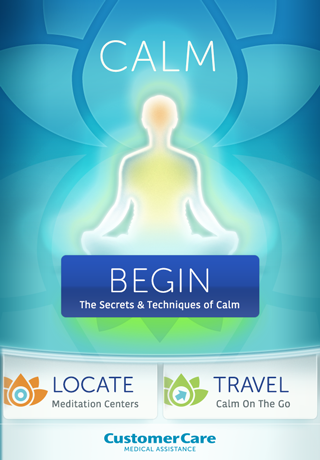 CALM
BEGIN
The Secrets & Techniques of Calm
LOCATE
Meditation Centers
TRAVEL
Calm On The Go
CustomerCare
MEDICAL ASSISTANCE